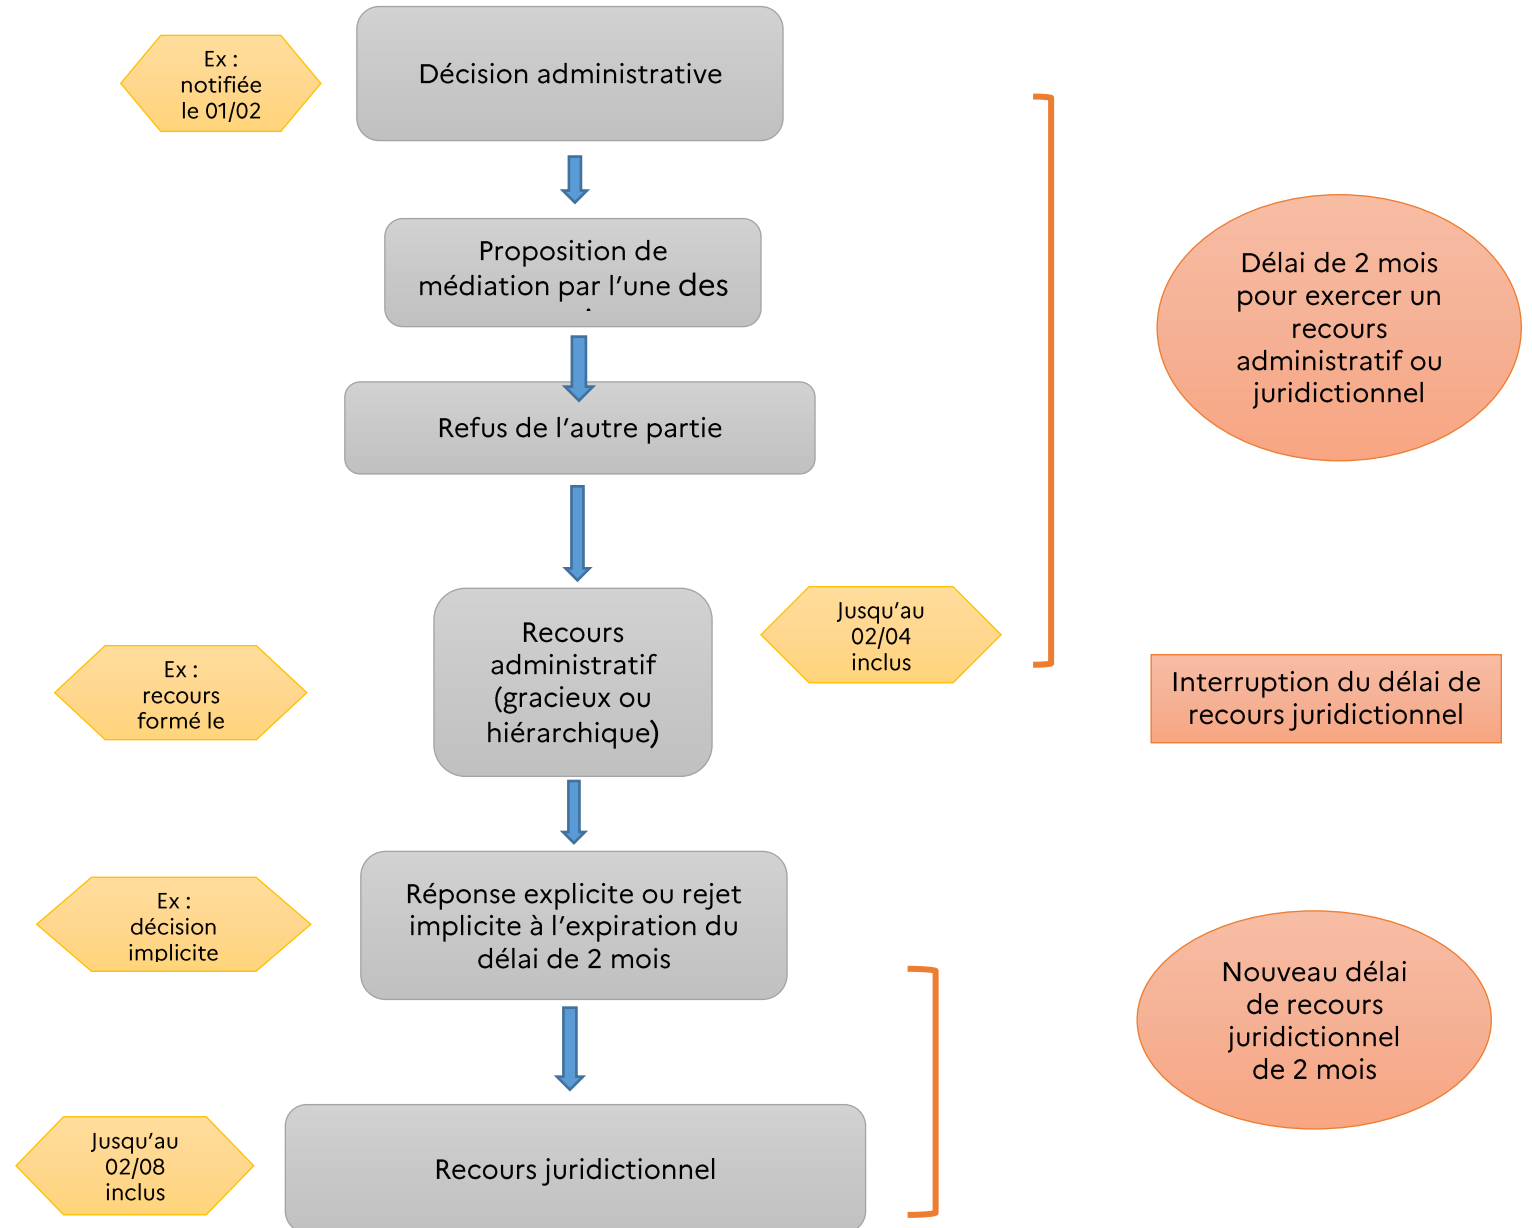 Ex :
notifiée
le 01/02
Décision administrative
Proposition de
médiation par l’une des
Refus de l’autre partie
Délai de 2 mois
pour exercer un
recours
administratif ou
juridictionnel
Recours
administratif
(gracieux ou
hiérarchique)
Jusqu’au
02/04
inclus
Ex :
recours
formé le
Interruption du délai de
recours juridictionnel
Ex :
décision
implicite
Réponse explicite ou rejet
implicite à l’expiration du
délai de 2 mois
Nouveau délai
de recours
juridictionnel
de 2 mois
Jusqu’au
02/08
inclus
Recours juridictionnel